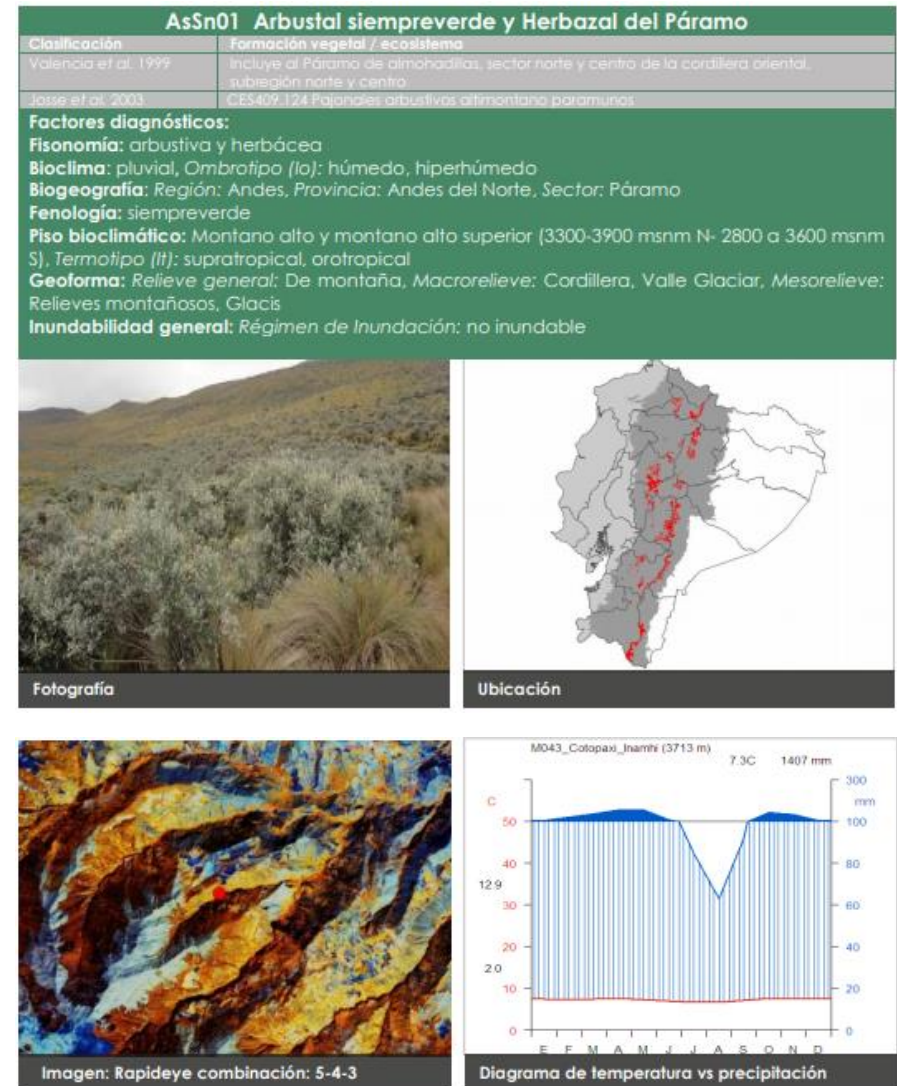 AsSn01 Arbustal siempreverde y Herbazal del Páramo
Clasificación Formación vegetal / ecosistema
Valencia et al. 1999 Incluye al Páramo de almohadillas, sector norte y centro de la cordillera oriental,
subregión norte y centro
Josse et al. 2003 CES409.124 Pajonales arbustivos altimontano paramunos
Factores diagnósticos:
Fisonomía: arbustiva y herbácea
Bioclima: pluvial, Ombrotipo (Io): húmedo, hiperhúmedo
Biogeografía: Región: Andes, Provincia: Andes del Norte, Sector: Páramo
Fenología: siempreverde
Piso bioclimático: Montano alto y montano alto superior (3300-3900 msnm N- 2800 a 3600 msnm
S), Termotipo (It): supratropical, orotropical
Geoforma: Relieve general: De montaña, Macrorelieve: Cordillera, Valle Glaciar, Mesorelieve:
Relieves montañosos, Glacis
Inundabilidad general: Régimen de Inundación: no inundable
Fotografía
Ubicación
M043_Cotopaxi_Inamhi (3713 m)
7.3C 1407 mm
C
300
mm
50
100
40
80
12.9
30
60
20
40
2.0
10
20
0
0
E F M A M J J A S O N D
Imagen: Rapideye combinación: 5-4-3
Diagrama de temperatura vs precipitación